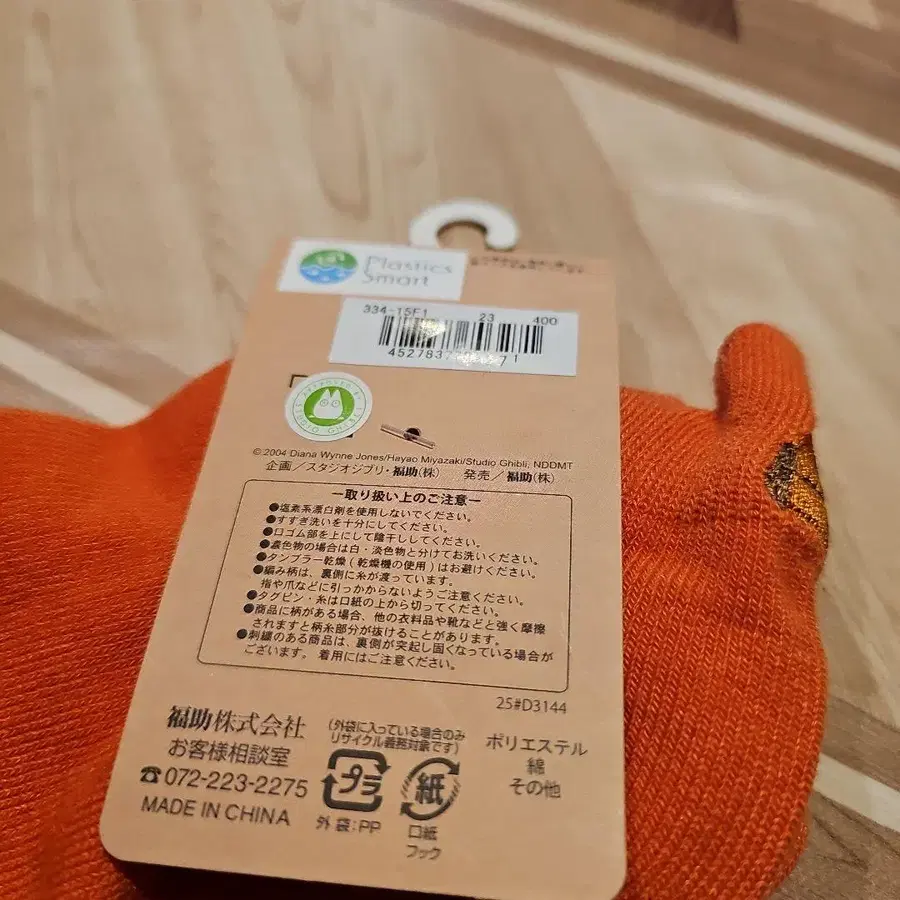 Plastics
Smart
334-15F1 23 400
APPROVED BY
STUDIO GHIBLI
© 2004 Diana Wynne Jones/Hayao Miyazaki/Studio Ghibli, NDDMT
企画／スタジオジブリ・福助(株) 発売／福助(株)
ー取り扱い上のご注意ー
●塩素系漂白剤を使用しないでください。
●すすぎ洗いを十分にしてください。
●口ゴム部を上にして陰干ししてください。
●濃色物の場合は白・淡色物と分けてお洗いください。
●タンブラー乾燥(乾燥機の使用)はお避けください。
●編み柄は、裏側に糸が渡っています。
指や爪などに引っかからないようご注意ください。
●タグピン・糸は口紙の上から切ってください。
●商品に柄がある場合、他の衣料品や靴などと強く摩擦
されますと柄糸部分が抜けることがあります。
●刺繍のある商品は、裏側が突起し固くなっている場合が
ございます。着用にはご注意ください。
25#D3144
福助株式会社
お客様相談室
☎072-223-2275
MADE IN CHINA
(外袋に入っている場合のみ
リサイクル義務対象です)
プラ
外袋:PP
紙
口紙
フック
ポリエステル
綿
その他